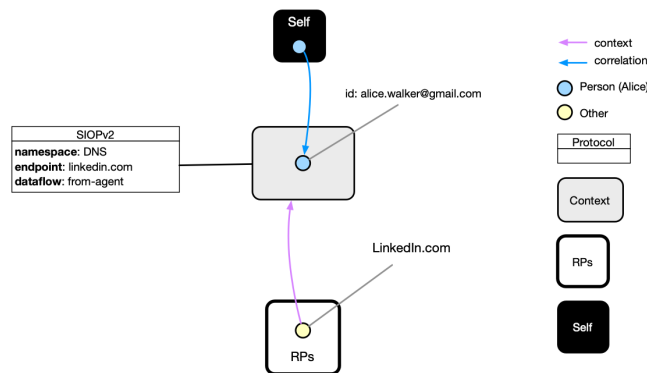 Self
id: alice.walker@gmail.com
SIOPv2
namespace: DNS
endpoint: linkedin.com
dataflow: from-agent
LinkedIn.com
RPs
context
correlation
Person (Alice)
Other
Protocol
Context
RPs
Self